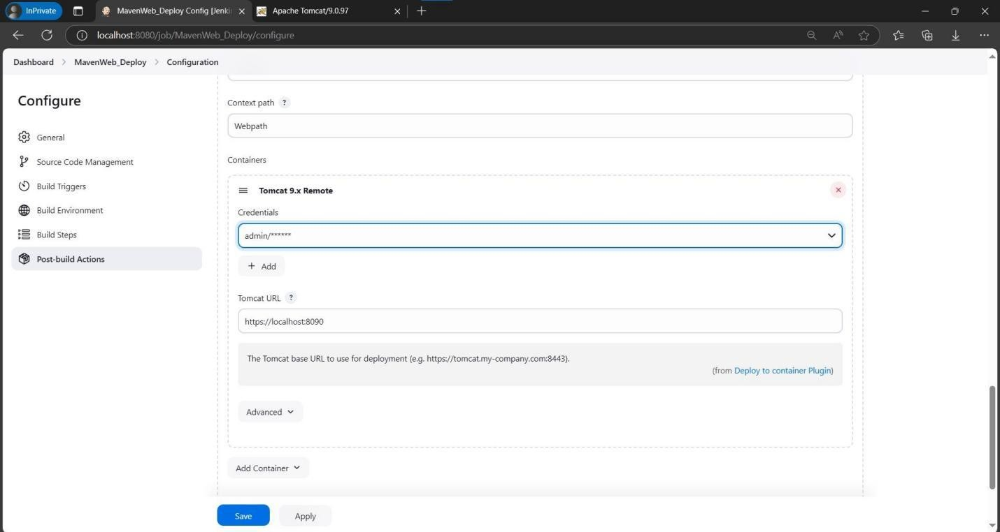 InPrivate
MavenWeb_Deploy Config [Jenki
Apache Tomcat/9.0.97
localhost:8080/job/MavenWeb_Deploy/configure
Dashboard > MavenWeb_Deploy > Configuration
Configure
General
Source Code Management
Build Triggers
Build Environment
Build Steps
Post-build Actions
Context path ?
Webpath
Containers
Tomcat 9.x Remote
Credentials
admin/******
+ Add
Tomcat URL ?
https://localhost:8090
The Tomcat base URL to use for deployment (e.g. https://tomcat.my-company.com:8443).
(from Deploy to container Plugin)
Advanced
Add Container
Save
Apply